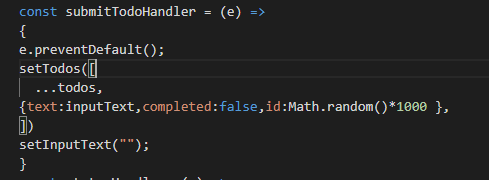 const submitTodoHandler = (e) =>
{
e.preventDefault();
setTodos([
...todos,
{text:inputText,completed:false,id:Math.random()*1000 },
])
setInputText("");
}